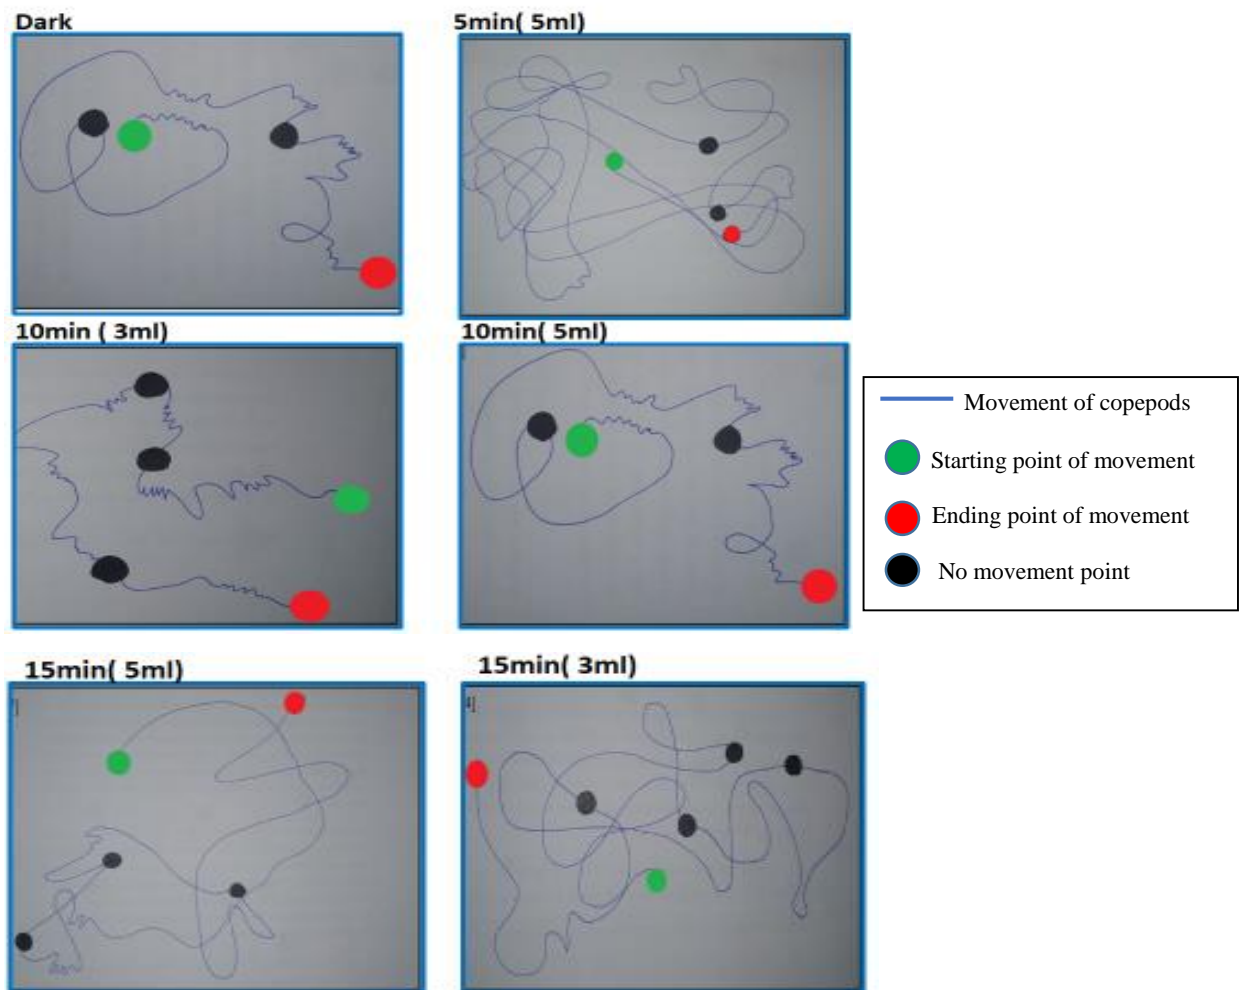 Dark
5min( 5ml)
10min ( 3ml)
10min( 5ml)
Movement of copepods
Starting point of movement
Ending point of movement
No movement point
15min( 5ml)
15min( 3ml)
4]